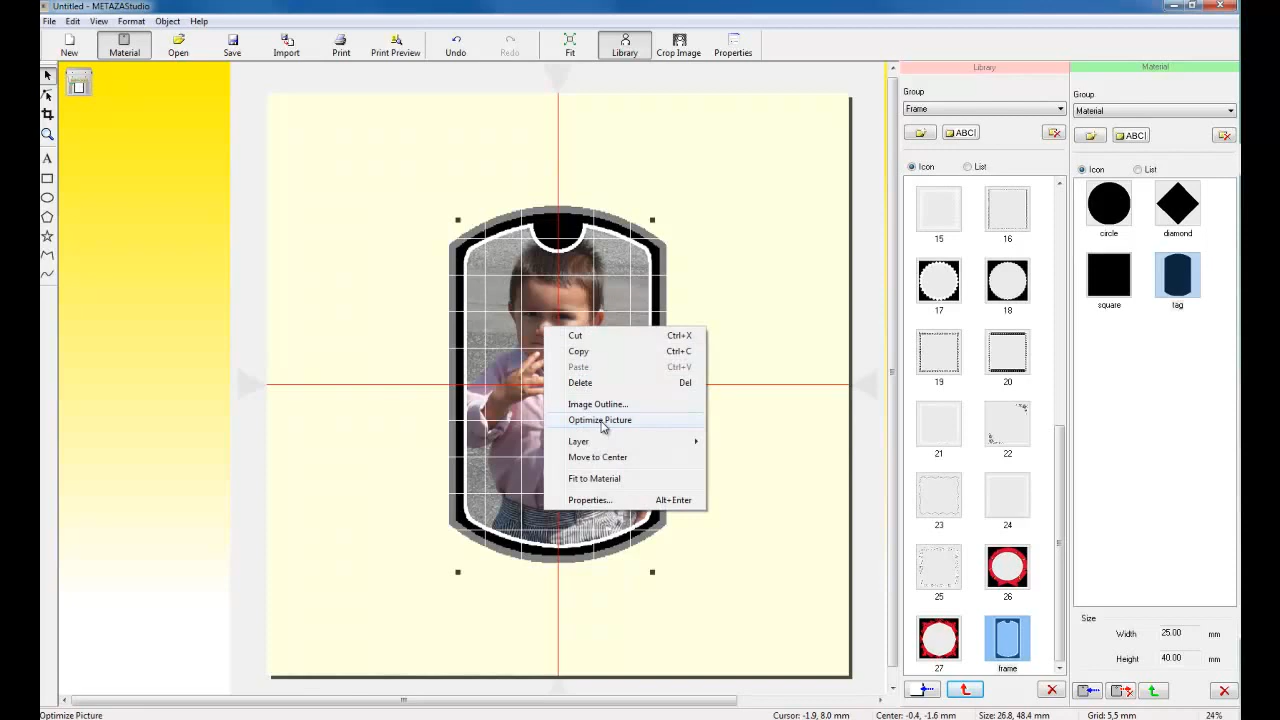 Untitled - METAZAStudio
File Edit View Format Object Help
New Material Open Save Import Print Print Preview Undo Redo Fit Library Crop Image Properties
Library
Material
Group
Frame
ABC
Icon List
15 16
17 18
19 20
21 22
23 24
25 26
27 frame
Group
Material
ABC
Icon List
circle diamond
square tag
Size
Width 25.00 mm
Height 40.00 mm
A
Cut Ctrl+X
Copy Ctrl+C
Paste Ctrl+V
Delete Del
Image Outline...
Optimize Picture
Layer
Move to Center
Fit to Material
Properties... Alt+Enter
Optimize Picture Cursor: -1.9, 8.0 mm Center: -0.4, -1.6 mm Size: 26.8, 48.4 mm Grid: 5,5 mm 24%